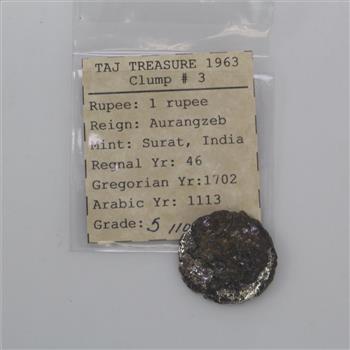 TAJ TREASURE 1963
Clump # 3
Rupee: 1 rupee
Reign: Aurangzeb
Mint: Surat, India
Regnal Yr: 46
Gregorian Yr:1702
Arabic Yr: 1113
Grade: 5